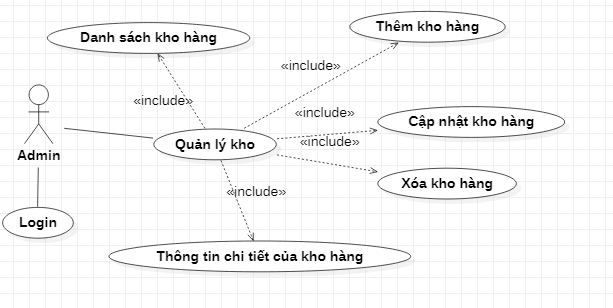 Danh sách kho hàng
Thêm kho hàng
«include»
«include»
«include»
Cập nhật kho hàng
Quản lý kho
«include»
Admin
Xóa kho hàng
«include»
Login
Thông tin chi tiết của kho hàng